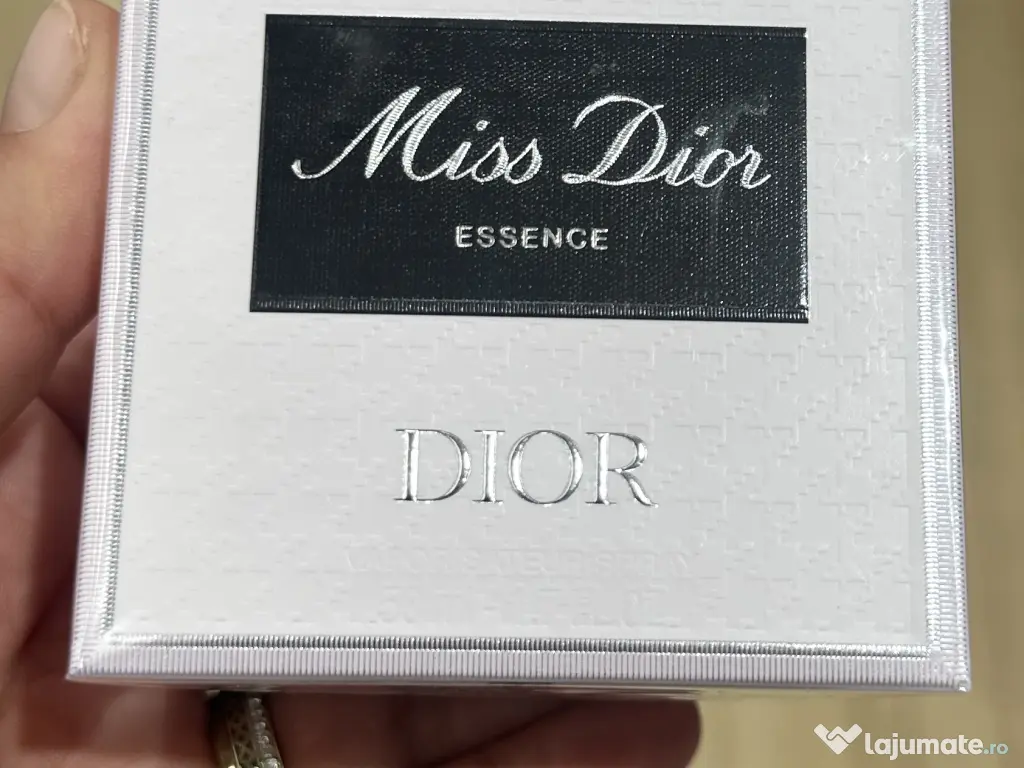 Miss Dior
ESSENCE
DIOR
lajumate.ro